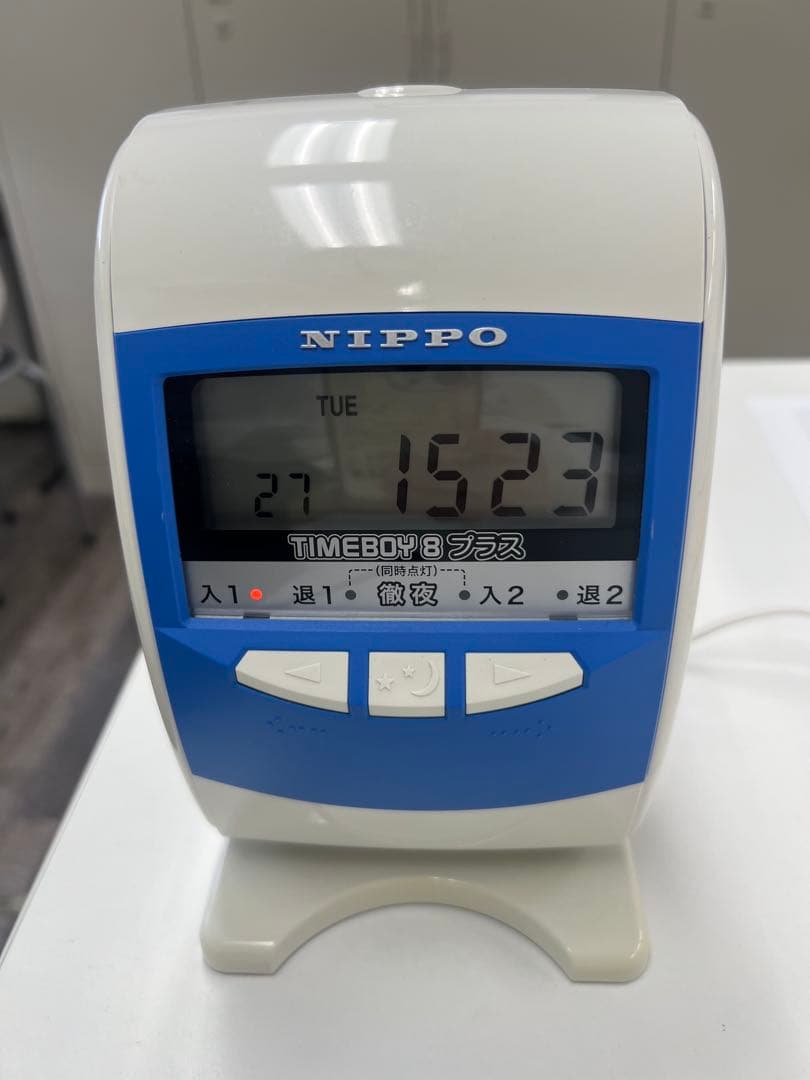 NIPPO
TUE
27 1523
TIMEBOY 8 プラス
(同時点灯)
入1 退1 徹夜 入2 退2